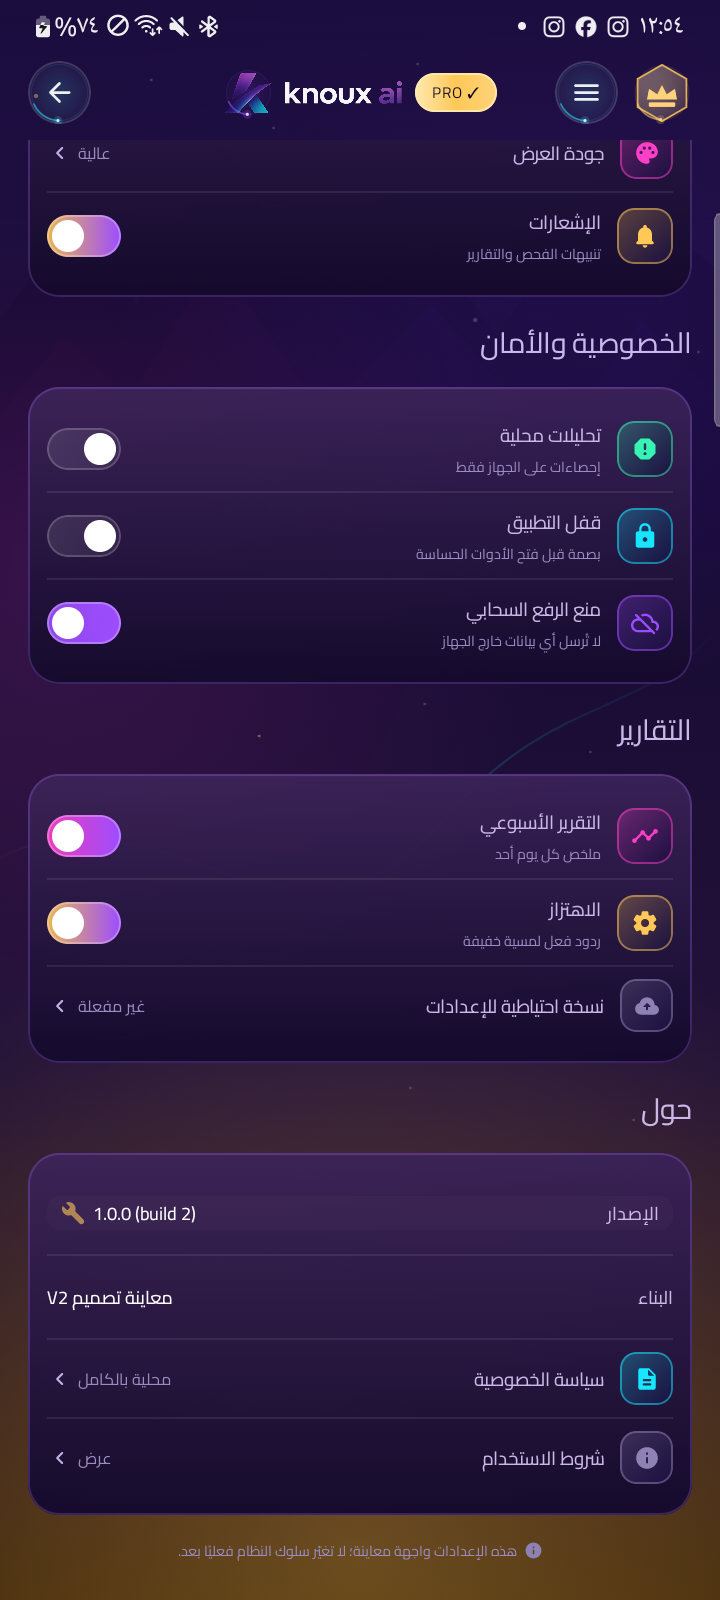 ١٢:٥٤
%٧٤
knoux ai
PRO ✓
جودة العرض
عالية
الإشعارات
تنبيهات الفحص والتقارير
الخصوصية والأمان
تحليلات محلية
إحصاءات على الجهاز فقط
قفل التطبيق
بصمة قبل فتح الأدوات الحساسة
منع الرفع السحابي
لا تُرسل أي بيانات خارج الجهاز
التقارير
التقرير الأسبوعي
ملخص كل يوم أحد
الاهتزاز
ردود فعل لمسية خفيفة
نسخة احتياطية للإعدادات
غير مفعلة
حول
الإصدار
1.0.0 (build 2)
البناء
معاينة تصميم V2
سياسة الخصوصية
محلية بالكامل
شروط الاستخدام
عرض
هذه الإعدادات واجهة معاينة؛ لا تغيّر سلوك النظام فعليًا بعد.